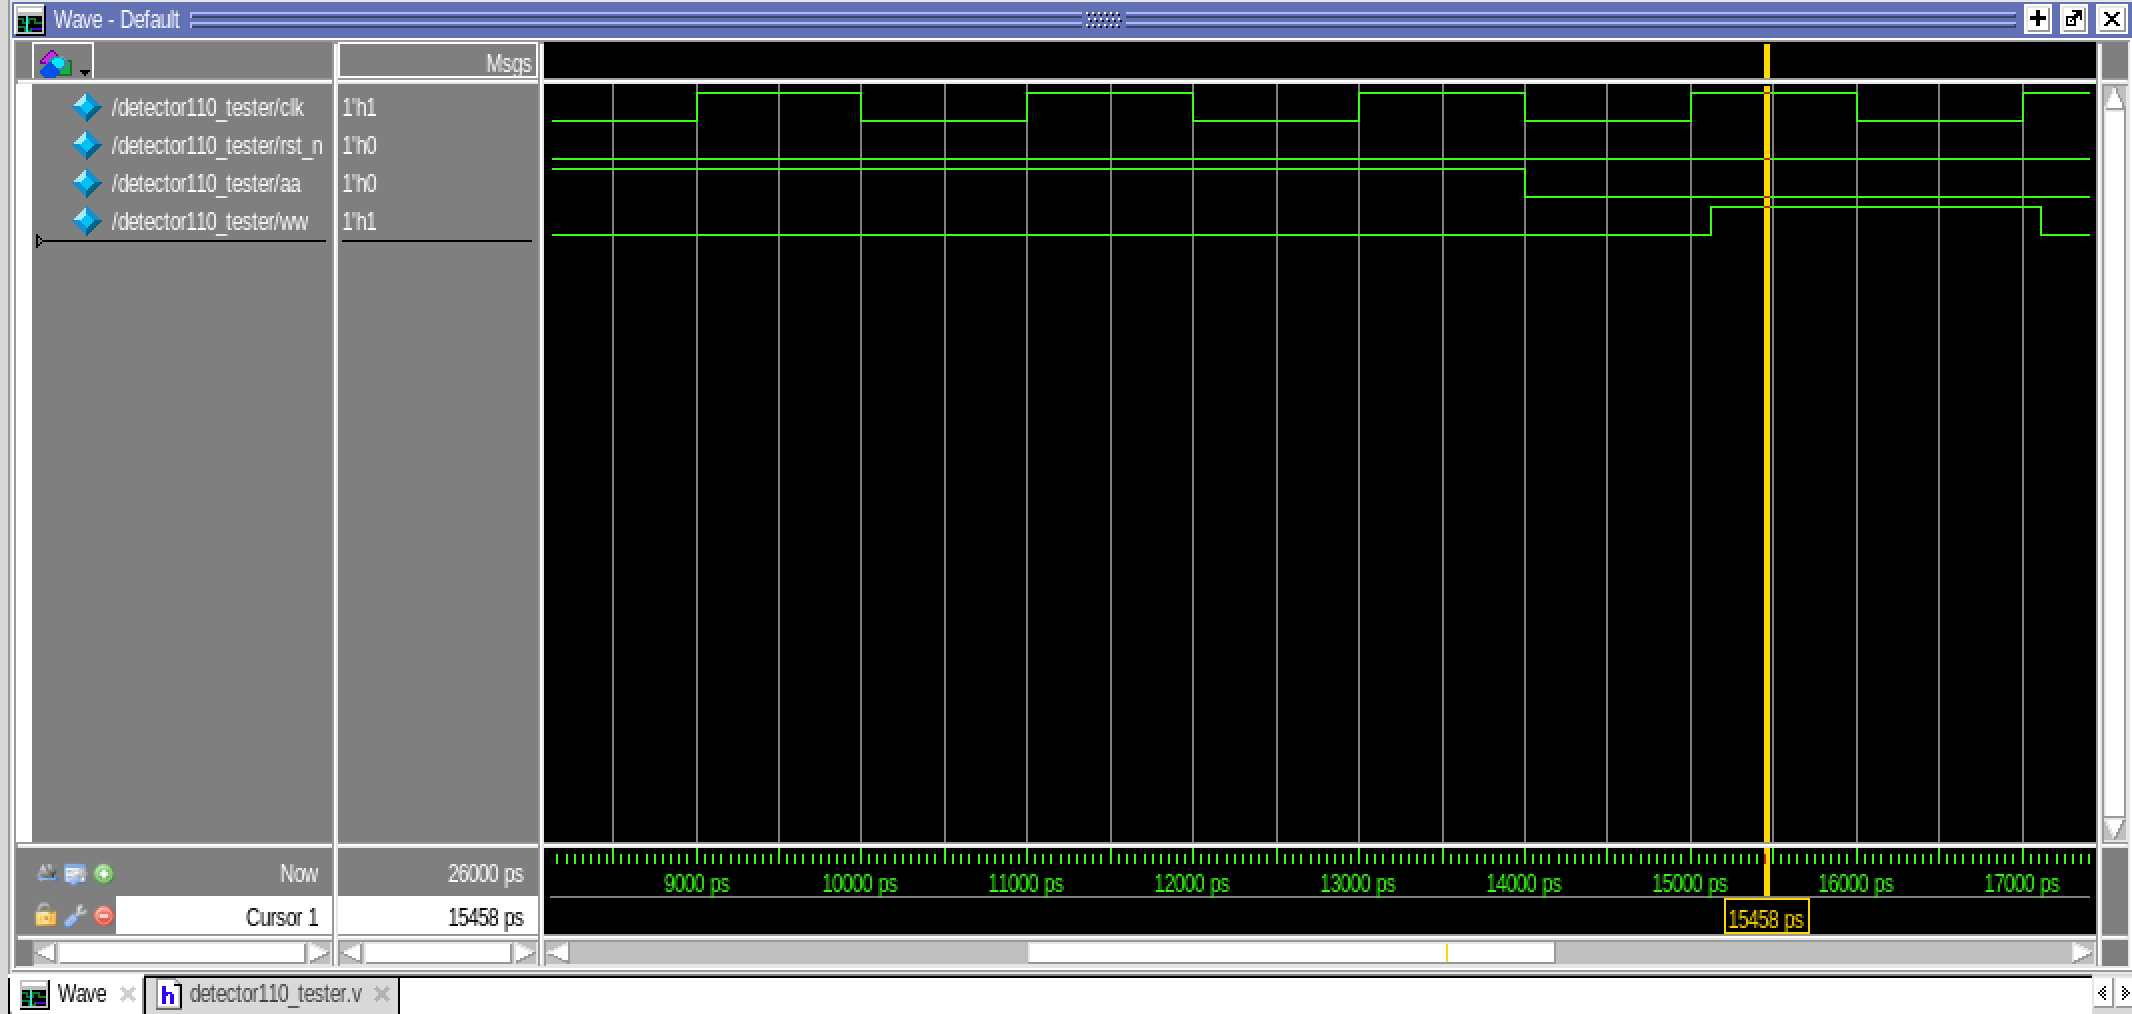 Wave - Default
Msgs
/detector110_tester/clk 1'h1
/detector110_tester/rst_n 1'h0
/detector110_tester/aa 1'h0
/detector110_tester/ww 1'h1
Now 26000 ps
9000 ps 10000 ps 11000 ps 12000 ps 13000 ps 14000 ps 15000 ps 16000 ps 17000 ps
Cursor 1 15458 ps 15458 ps
Wave h detector110_tester.v